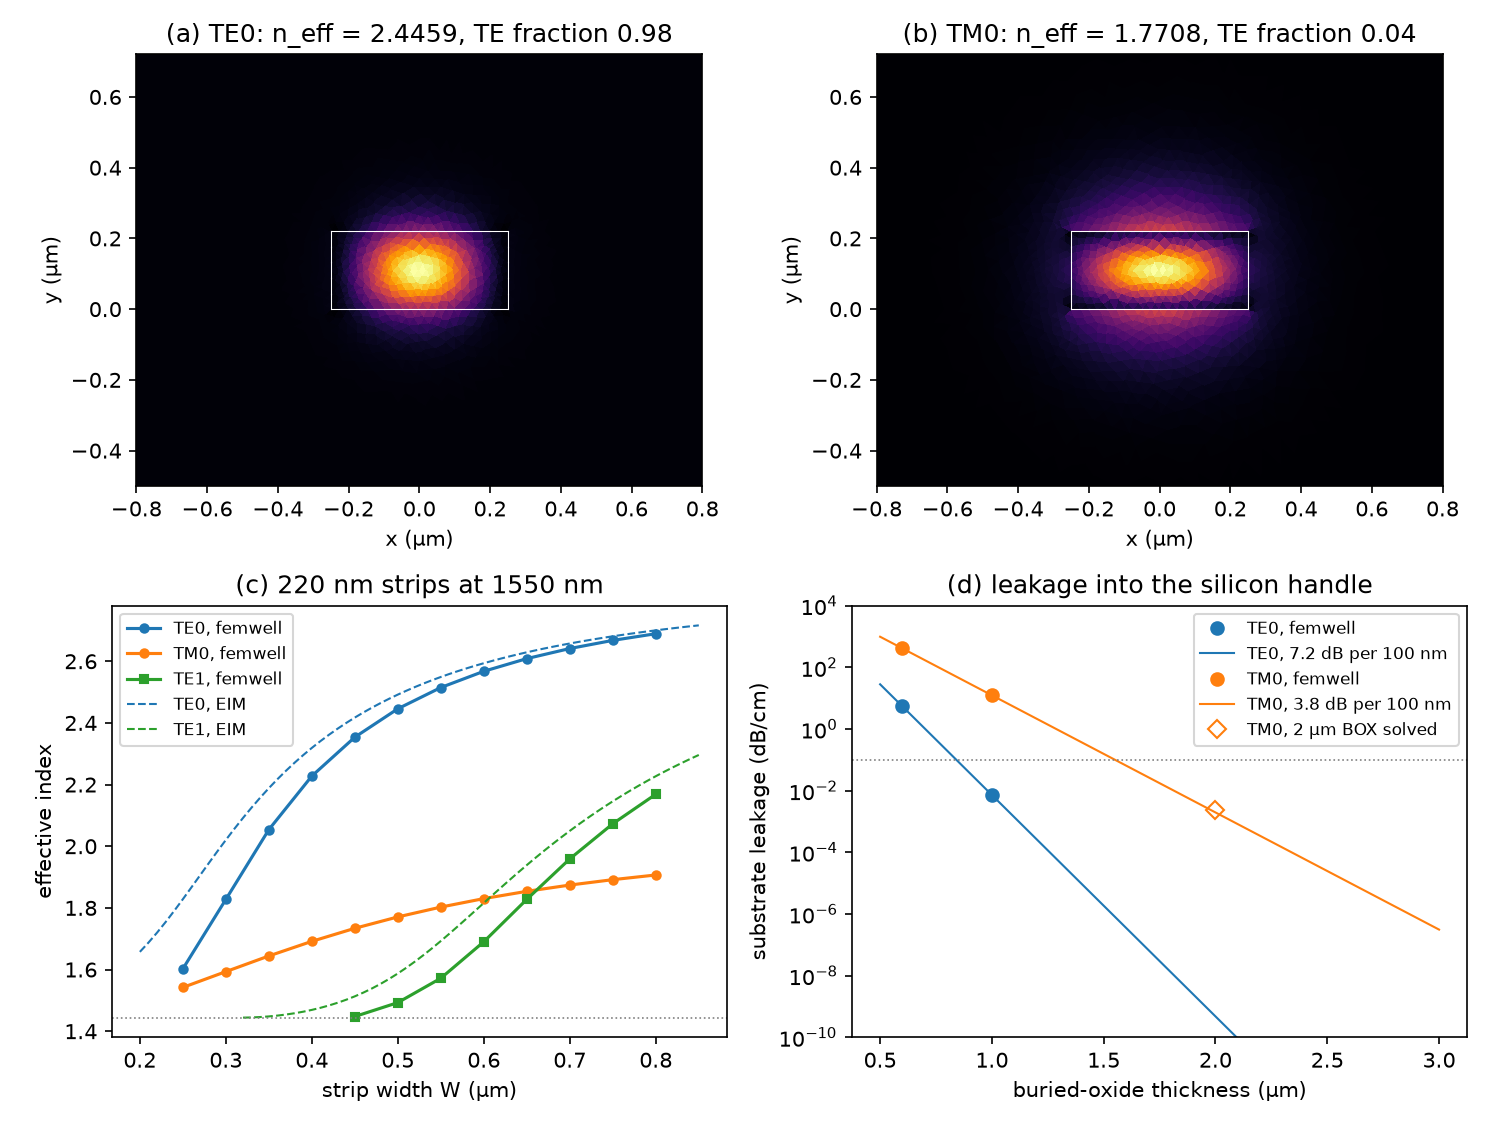 (a) TE0: n_eff = 2.4459, TE fraction 0.98
0.6
0.4
0.2
0.0
−0.2
−0.4
y (μm)
−0.8 −0.6 −0.4 −0.2 0.0 0.2 0.4 0.6 0.8
x (μm)
(b) TM0: n_eff = 1.7708, TE fraction 0.04
0.6
0.4
0.2
0.0
−0.2
−0.4
y (μm)
−0.8 −0.6 −0.4 −0.2 0.0 0.2 0.4 0.6 0.8
x (μm)
(c) 220 nm strips at 1550 nm
TE0, femwell
TM0, femwell
TE1, femwell
TE0, EIM
TE1, EIM
2.6
2.4
2.2
2.0
1.8
1.6
1.4
effective index
0.2 0.3 0.4 0.5 0.6 0.7 0.8
strip width W (μm)
(d) leakage into the silicon handle
TE0, femwell
TE0, 7.2 dB per 100 nm
TM0, femwell
TM0, 3.8 dB per 100 nm
TM0, 2 μm BOX solved
10⁴
10²
10⁰
10⁻²
10⁻⁴
10⁻⁶
10⁻⁸
10⁻¹⁰
substrate leakage (dB/cm)
0.5 1.0 1.5 2.0 2.5 3.0
buried-oxide thickness (μm)